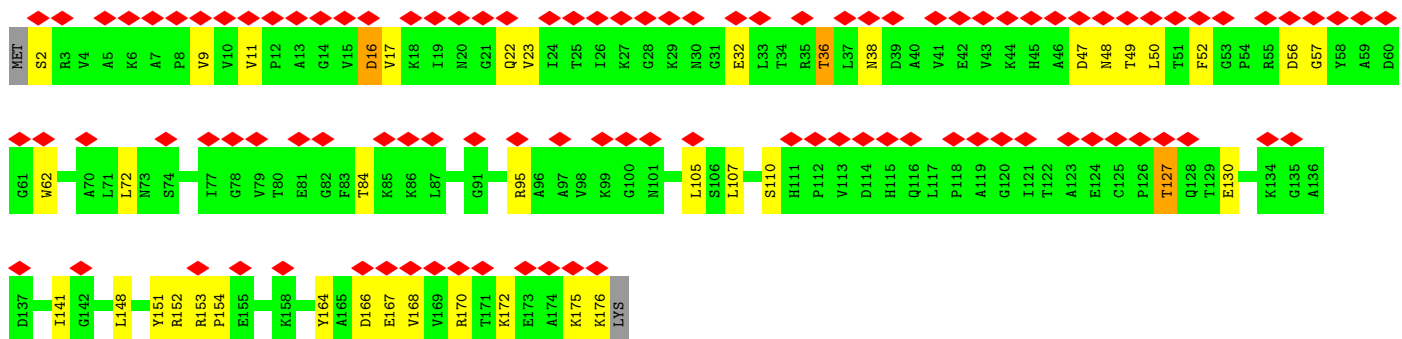 MET S2 R3 V4 A5 K6 A7 P8 V9 V10 V11 P12 A13 G14 V15 D16 V17 K18 I19 N20 G21 Q22 V23 I24 T25 I26 K27 G28 K29 N30 G31 E32 L33 T34 R35 T36 L37 N38 D39 A40 V41 E42 V43 K44 H45 A46 D47 N48 T49 L50 T51 F52 G53 P54 R55 D56 G57 Y58 A59 D60
G61 W62 A70 L71 L72 N73 S74 I77 G78 V79 T80 E81 G82 F83 T84 K85 K86 L87 G91 R95 A96 A97 V98 K99 G100 N101 L105 S106 L107 S110 H111 P112 V113 D114 H115 Q116 L117 P118 A119 G120 I121 T122 A123 E124 C125 P126 T127 Q128 T129 E130 K134 G135 A136
D137 I141 G142 L148 Y151 R152 R153 P154 E155 K158 Y164 A165 D166 E167 V168 V169 R170 T171 K172 E173 A174 K175 K176 LYS